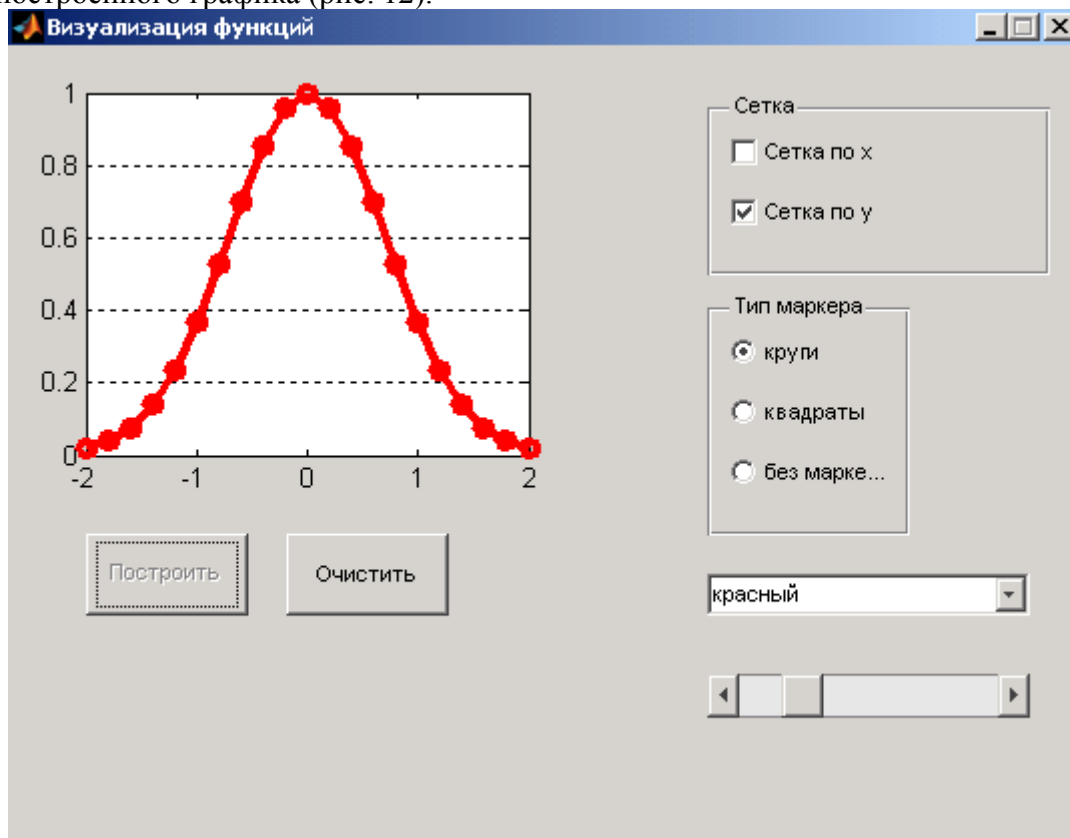 построенного графика (рис. 12).
Визуализация функций
1
0.8
0.6
0.4
0.2
0
-2
-1
0
1
2
Построить
Очистить
Сетка
Сетка по x
Сетка по y
Тип маркера
круги
квадраты
без марке...
красный